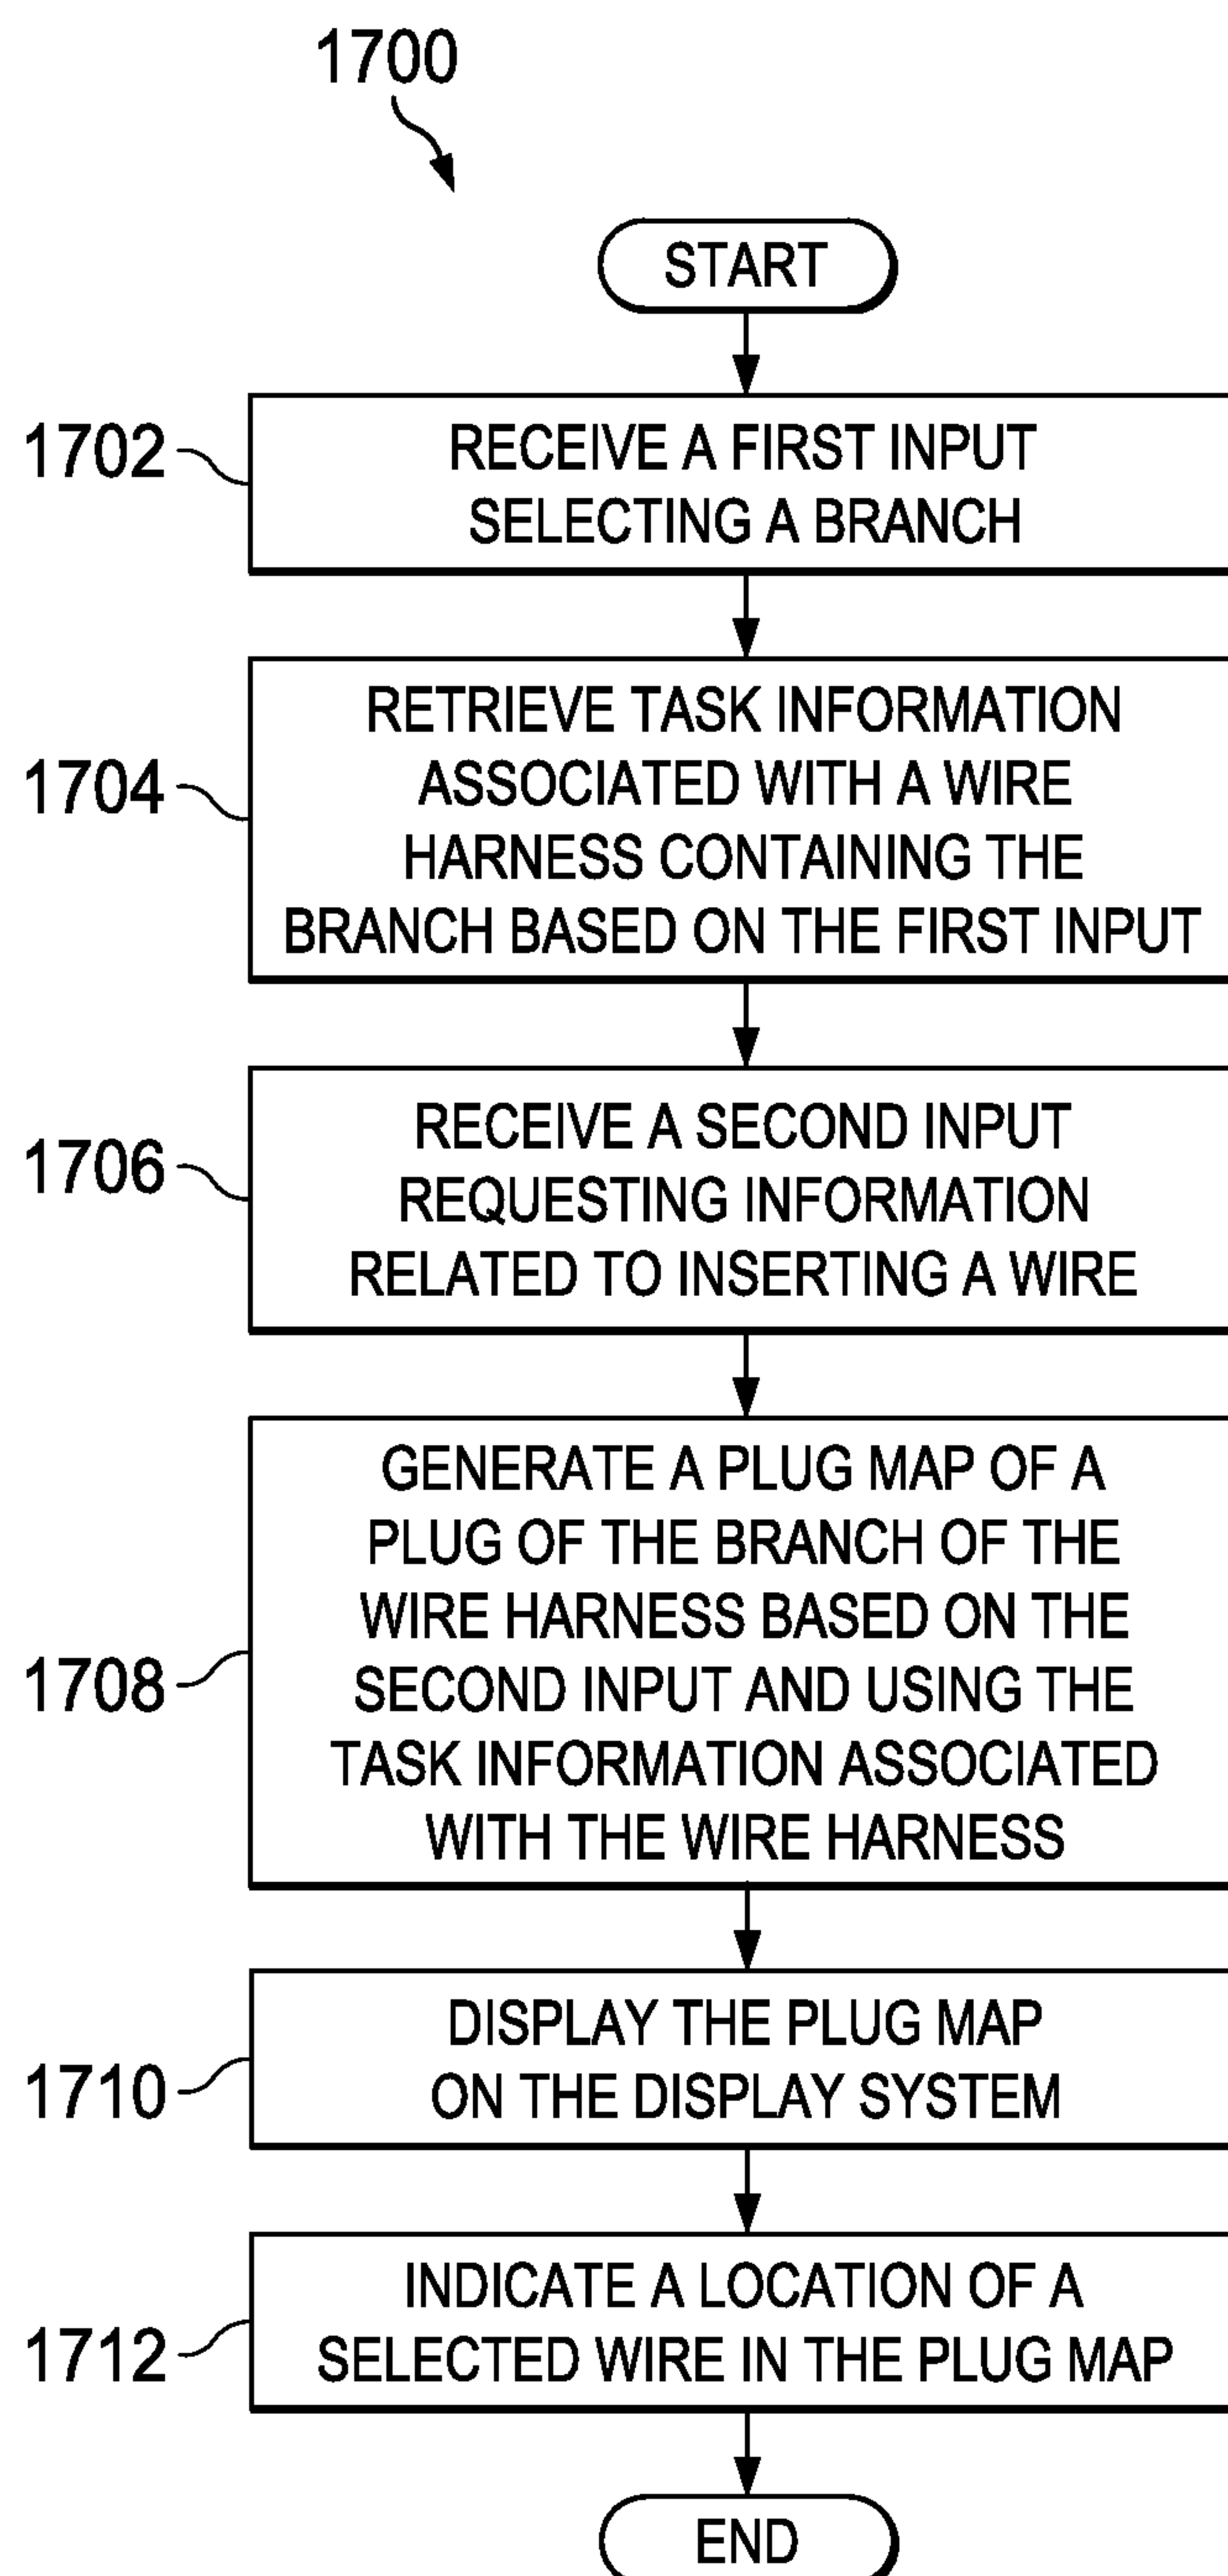 1700
START
1702
RECEIVE A FIRST INPUT
SELECTING A BRANCH
1704
RETRIEVE TASK INFORMATION
ASSOCIATED WITH A WIRE
HARNESS CONTAINING THE
BRANCH BASED ON THE FIRST INPUT
1706
RECEIVE A SECOND INPUT
REQUESTING INFORMATION
RELATED TO INSERTING A WIRE
1708
GENERATE A PLUG MAP OF A
PLUG OF THE BRANCH OF THE
WIRE HARNESS BASED ON THE
SECOND INPUT AND USING THE
TASK INFORMATION ASSOCIATED
WITH THE WIRE HARNESS
1710
DISPLAY THE PLUG MAP
ON THE DISPLAY SYSTEM
1712
INDICATE A LOCATION OF A
SELECTED WIRE IN THE PLUG MAP
END